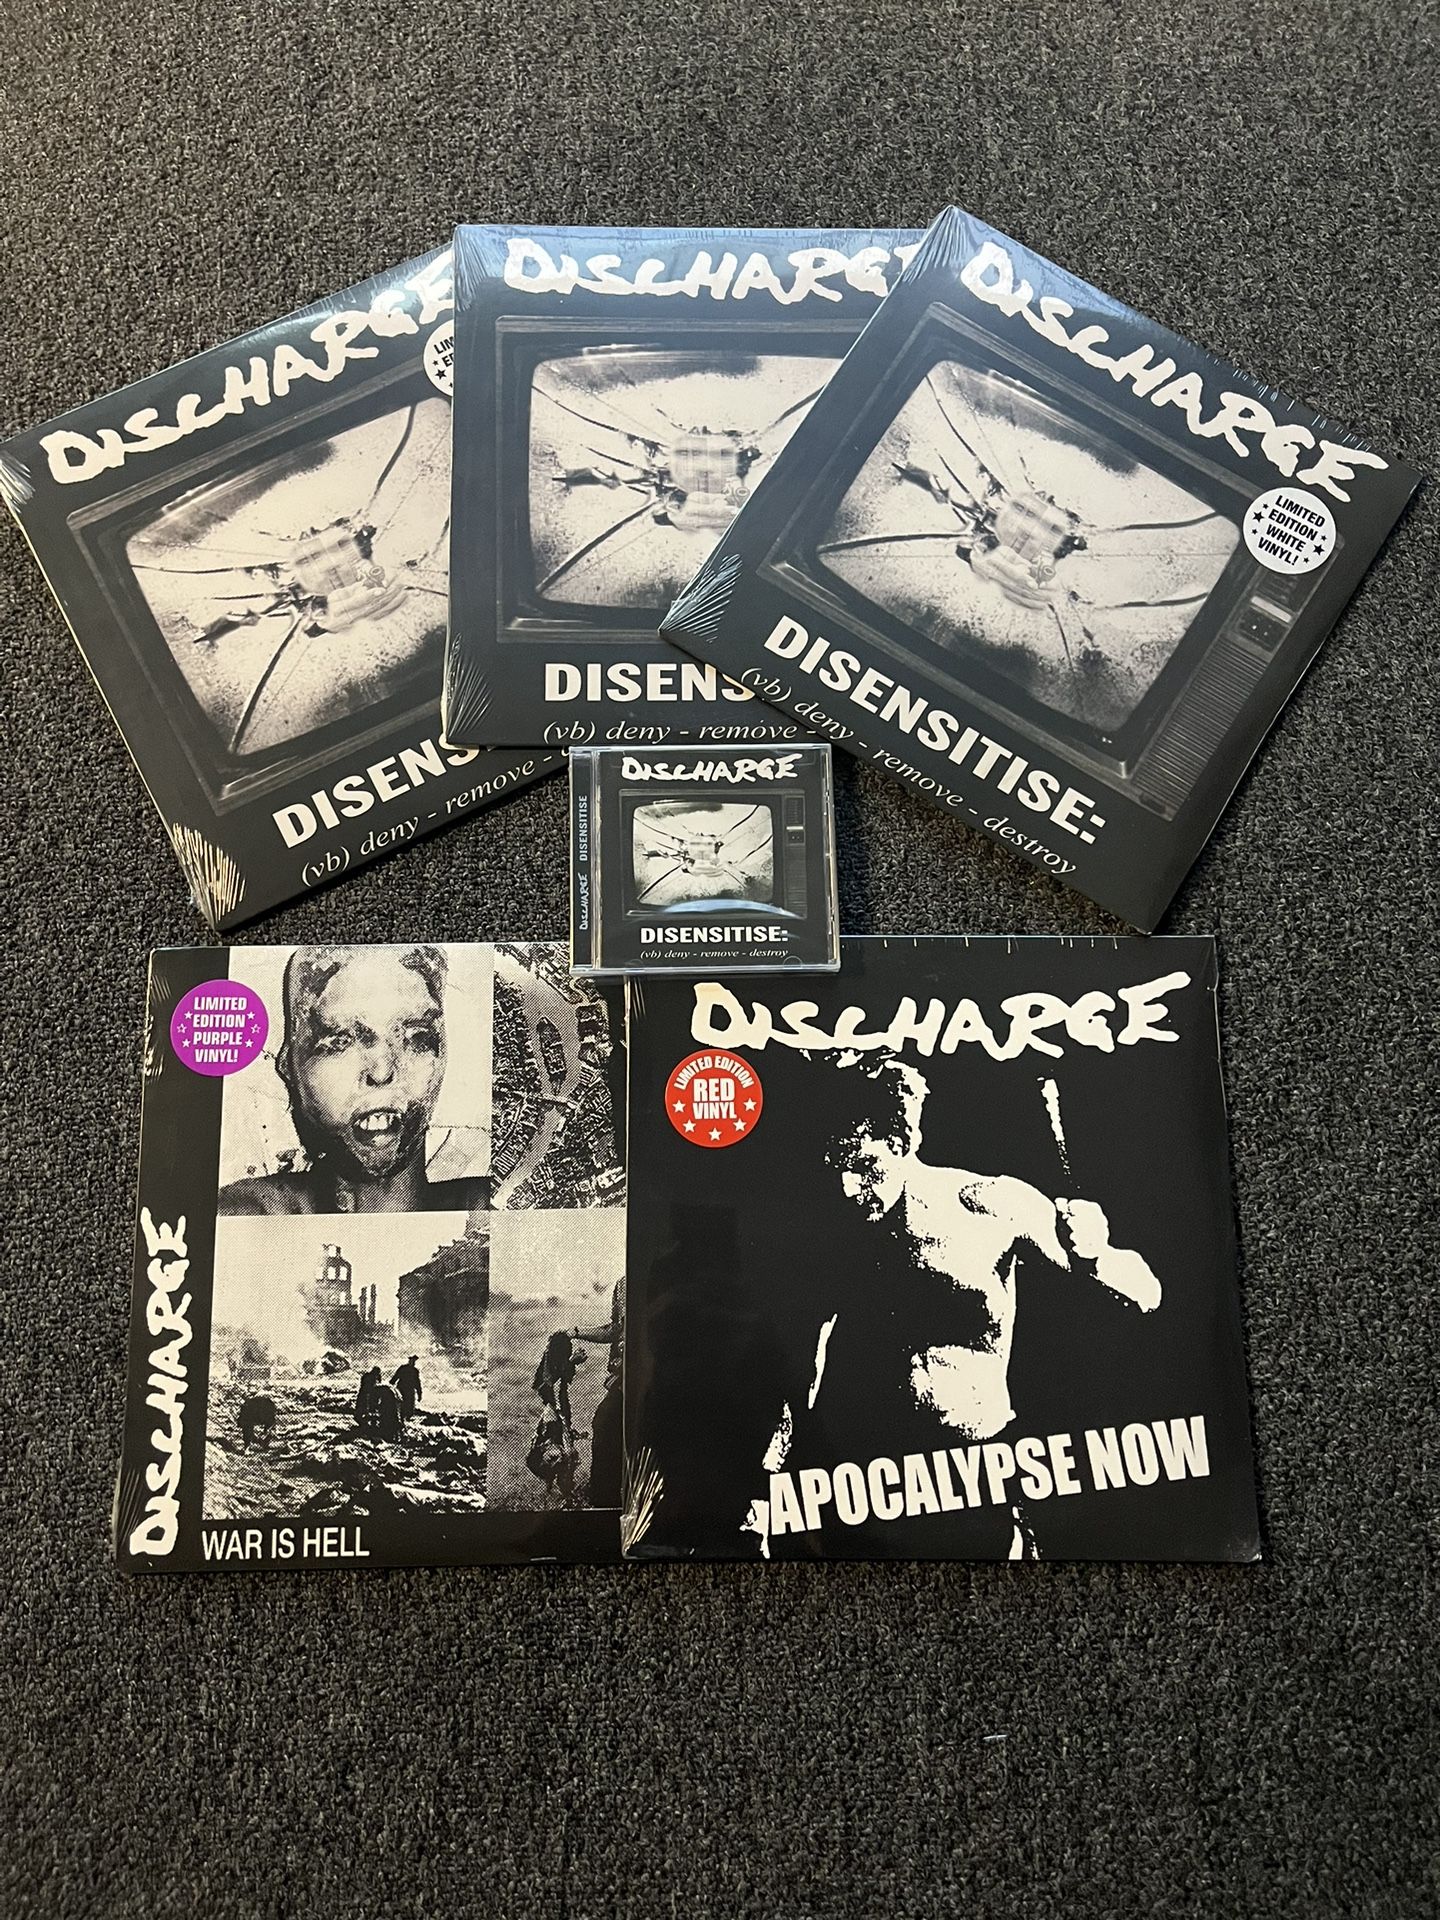 DISCHARGE
LIM
ED
DISENS
(vb) deny - remove -
DISCHARGE
DISENS
(vb) deny - remove -
DISCHARGE
LIMITED
EDITION
WHITE
VINYL!
DISENSITISE:
(vb) deny - remove - destroy
DISCHARGE DISENSITISE
DISCHARGE
DISENSITISE:
(vb) deny - remove - destroy
LIMITED
EDITION
PURPLE
VINYL!
DISCHARGE
WAR IS HELL
DISCHARGE
LIMITED EDITION
RED
VINYL
APOCALYPSE NOW